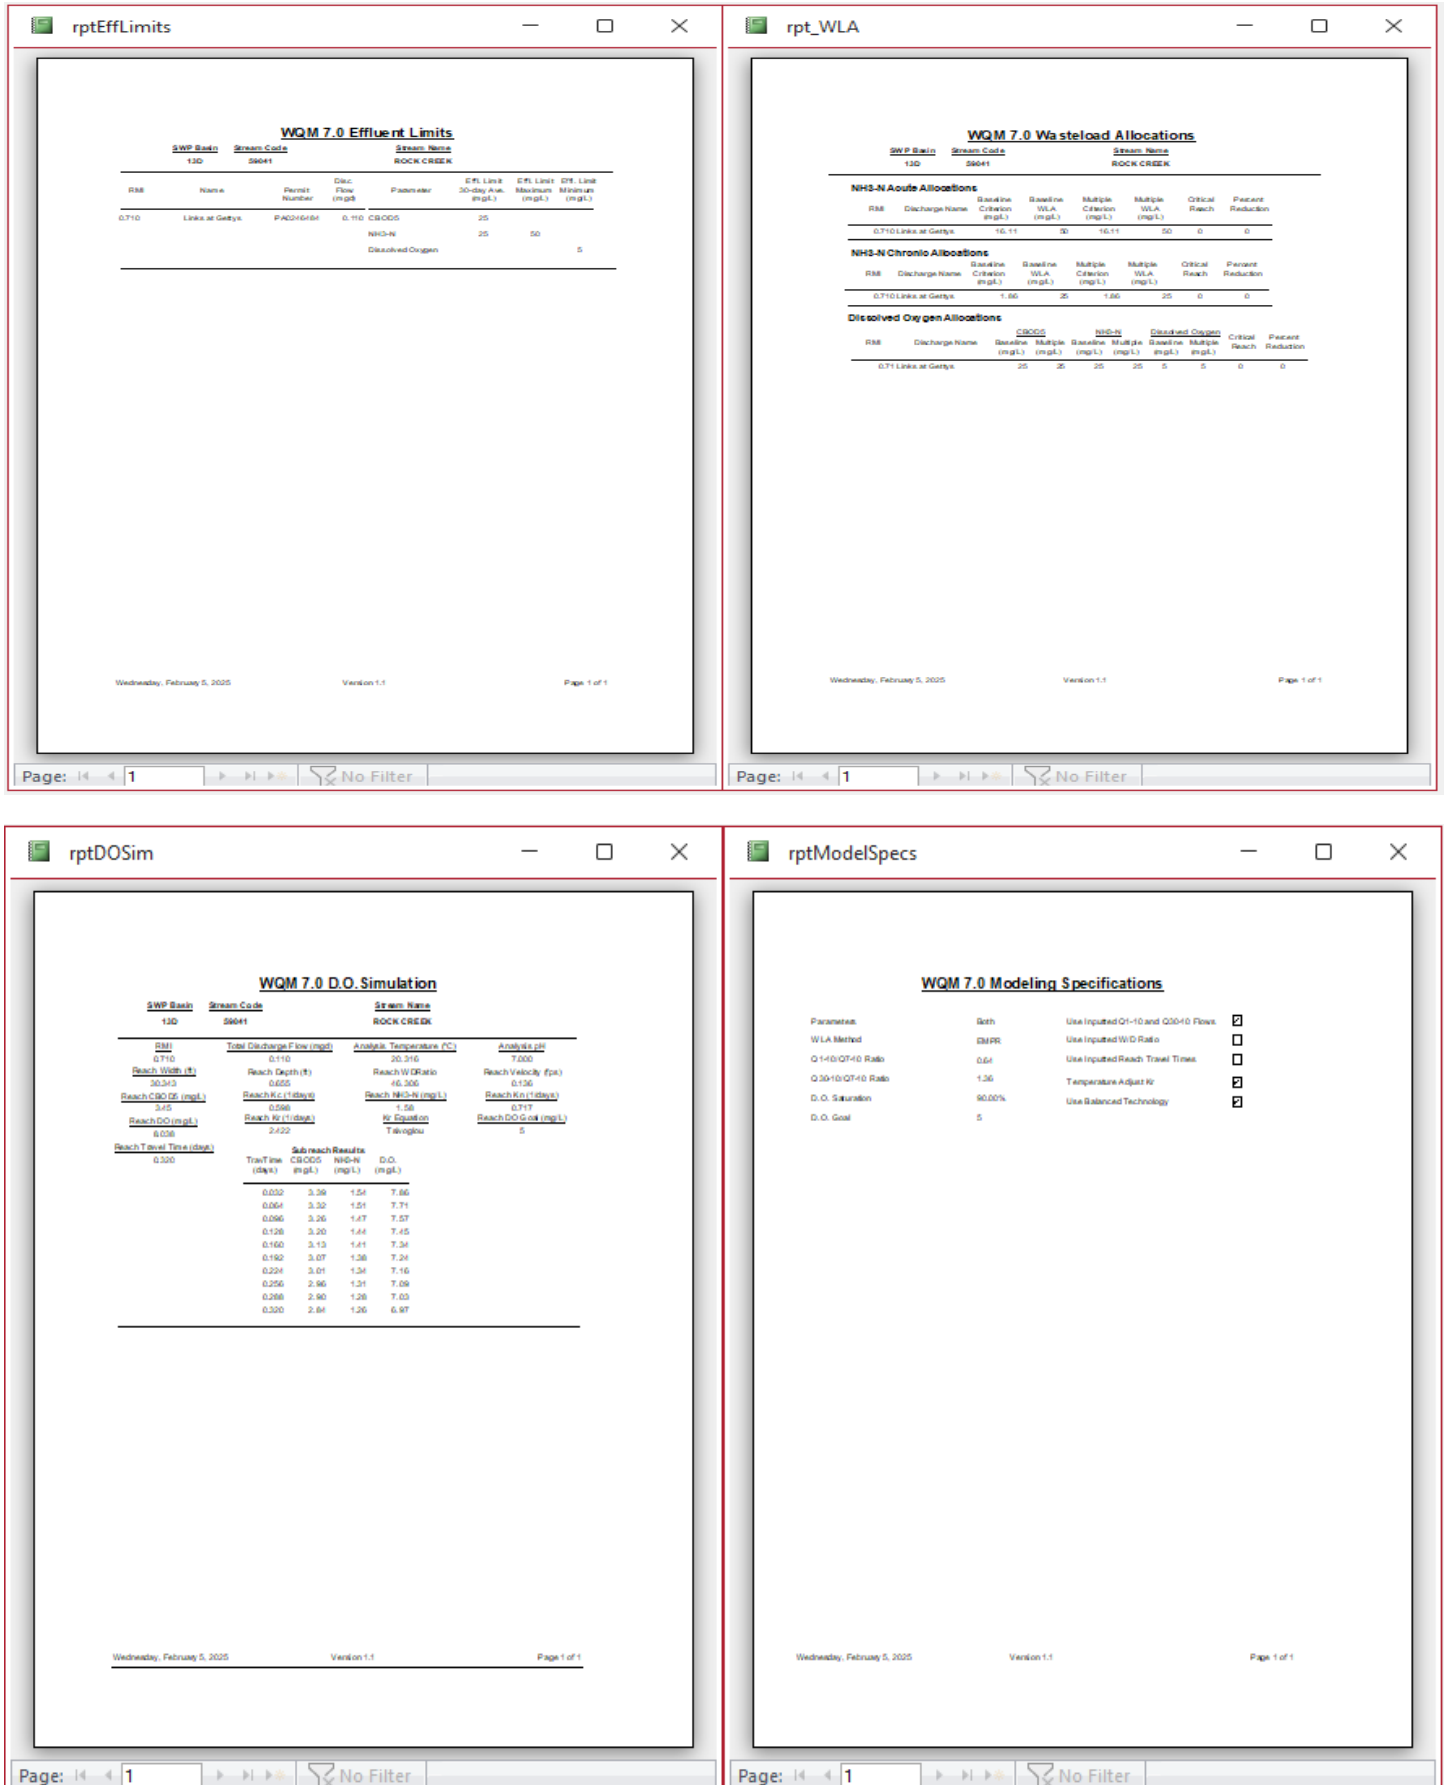 rptEffLimits
WQM 7.0 Effluent Limits
SWP Basin Stream Code Stream Name
13D 59041 ROCK CREEK
RMI Name Permit Number Disc. Flow (mgd) Parameter Effl. Limit 30-day Ave. (mg/L) Effl. Limit Maximum (mg/L) Effl. Limit Minimum (mg/L)
0.710 Links at Gettys. PA0246484 0.110 CBOD5 25
NH3-N 25 50
Dissolved Oxygen 5
Wednesday, February 5, 2025 Version 1.1 Page 1 of 1
Page: 1 No Filter
rpt_WLA
WQM 7.0 Wasteload Allocations
SWP Basin Stream Code Stream Name
13D 59041 ROCK CREEK
NH3-N Acute Allocations
RMI Discharge Name Baseline Criterion (mg/L) Baseline WLA (mg/L) Multiple Criterion (mg/L) Multiple WLA (mg/L) Critical Reach Percent Reduction
0.710 Links at Gettys. 16.11 50 16.11 50 0 0
NH3-N Chronic Allocations
RMI Discharge Name Baseline Criterion (mg/L) Baseline WLA (mg/L) Multiple Criterion (mg/L) Multiple WLA (mg/L) Critical Reach Percent Reduction
0.710 Links at Gettys. 1.86 25 1.86 25 0 0
Dissolved Oxygen Allocations
CBOD5 NH3-N Dissolved Oxygen
RMI Discharge Name Baseline (mg/L) Multiple (mg/L) Baseline (mg/L) Multiple (mg/L) Baseline (mg/L) Multiple (mg/L) Critical Reach Percent Reduction
0.71 Links at Gettys. 25 25 25 25 5 5 0 0
Wednesday, February 5, 2025 Version 1.1 Page 1 of 1
Page: 1 No Filter
rptDOSim
WQM 7.0 D.O.Simulation
SWP Basin Stream Code Stream Name
13D 59041 ROCK CREEK
RMI Total Discharge Flow (mgd) Analysis Temperature (ºC) Analysis pH
0.710 0.110 20.316 7.000
Reach Width (ft) Reach Depth (ft) Reach WDRatio Reach Velocity (fps)
30.343 0.655 46.306 0.136
Reach CBOD5 (mg/L) Reach Kc (1/days) Reach NH3-N (mg/L) Reach Kn (1/days)
3.45 0.598 1.58 0.717
Reach DO (mg/L) Reach Kr (1/days) Kr Equation Reach DO Goal (mg/L)
8.038 2.422 Tsivoglou 5
Reach Travel Time (days)
0.320
Subreach Results
TravTime (days) CBOD5 (mg/L) NH3-N (mg/L) D.O. (mg/L)
0.032 3.39 1.54 7.86
0.064 3.32 1.51 7.71
0.096 3.26 1.47 7.57
0.128 3.20 1.44 7.45
0.160 3.13 1.41 7.34
0.192 3.07 1.38 7.24
0.224 3.01 1.34 7.16
0.256 2.96 1.31 7.09
0.288 2.90 1.28 7.03
0.320 2.84 1.26 6.97
Wednesday, February 5, 2025 Version 1.1 Page 1 of 1
Page: 1 No Filter
rptModelSpecs
WQM 7.0 Modeling Specifications
Parameters Both Use Inputted Q1-10 and Q30-10 Flows
WLA Method EMPR Use Inputted W/D Ratio
Q1-10/Q7-10 Ratio 0.64 Use Inputted Reach Travel Times
Q30-10/Q7-10 Ratio 1.36 Temperature Adjust Kr
D.O. Saturation 90.00% Use Balanced Technology
D.O. Goal 5
Wednesday, February 5, 2025 Version 1.1 Page 1 of 1
Page: 1 No Filter